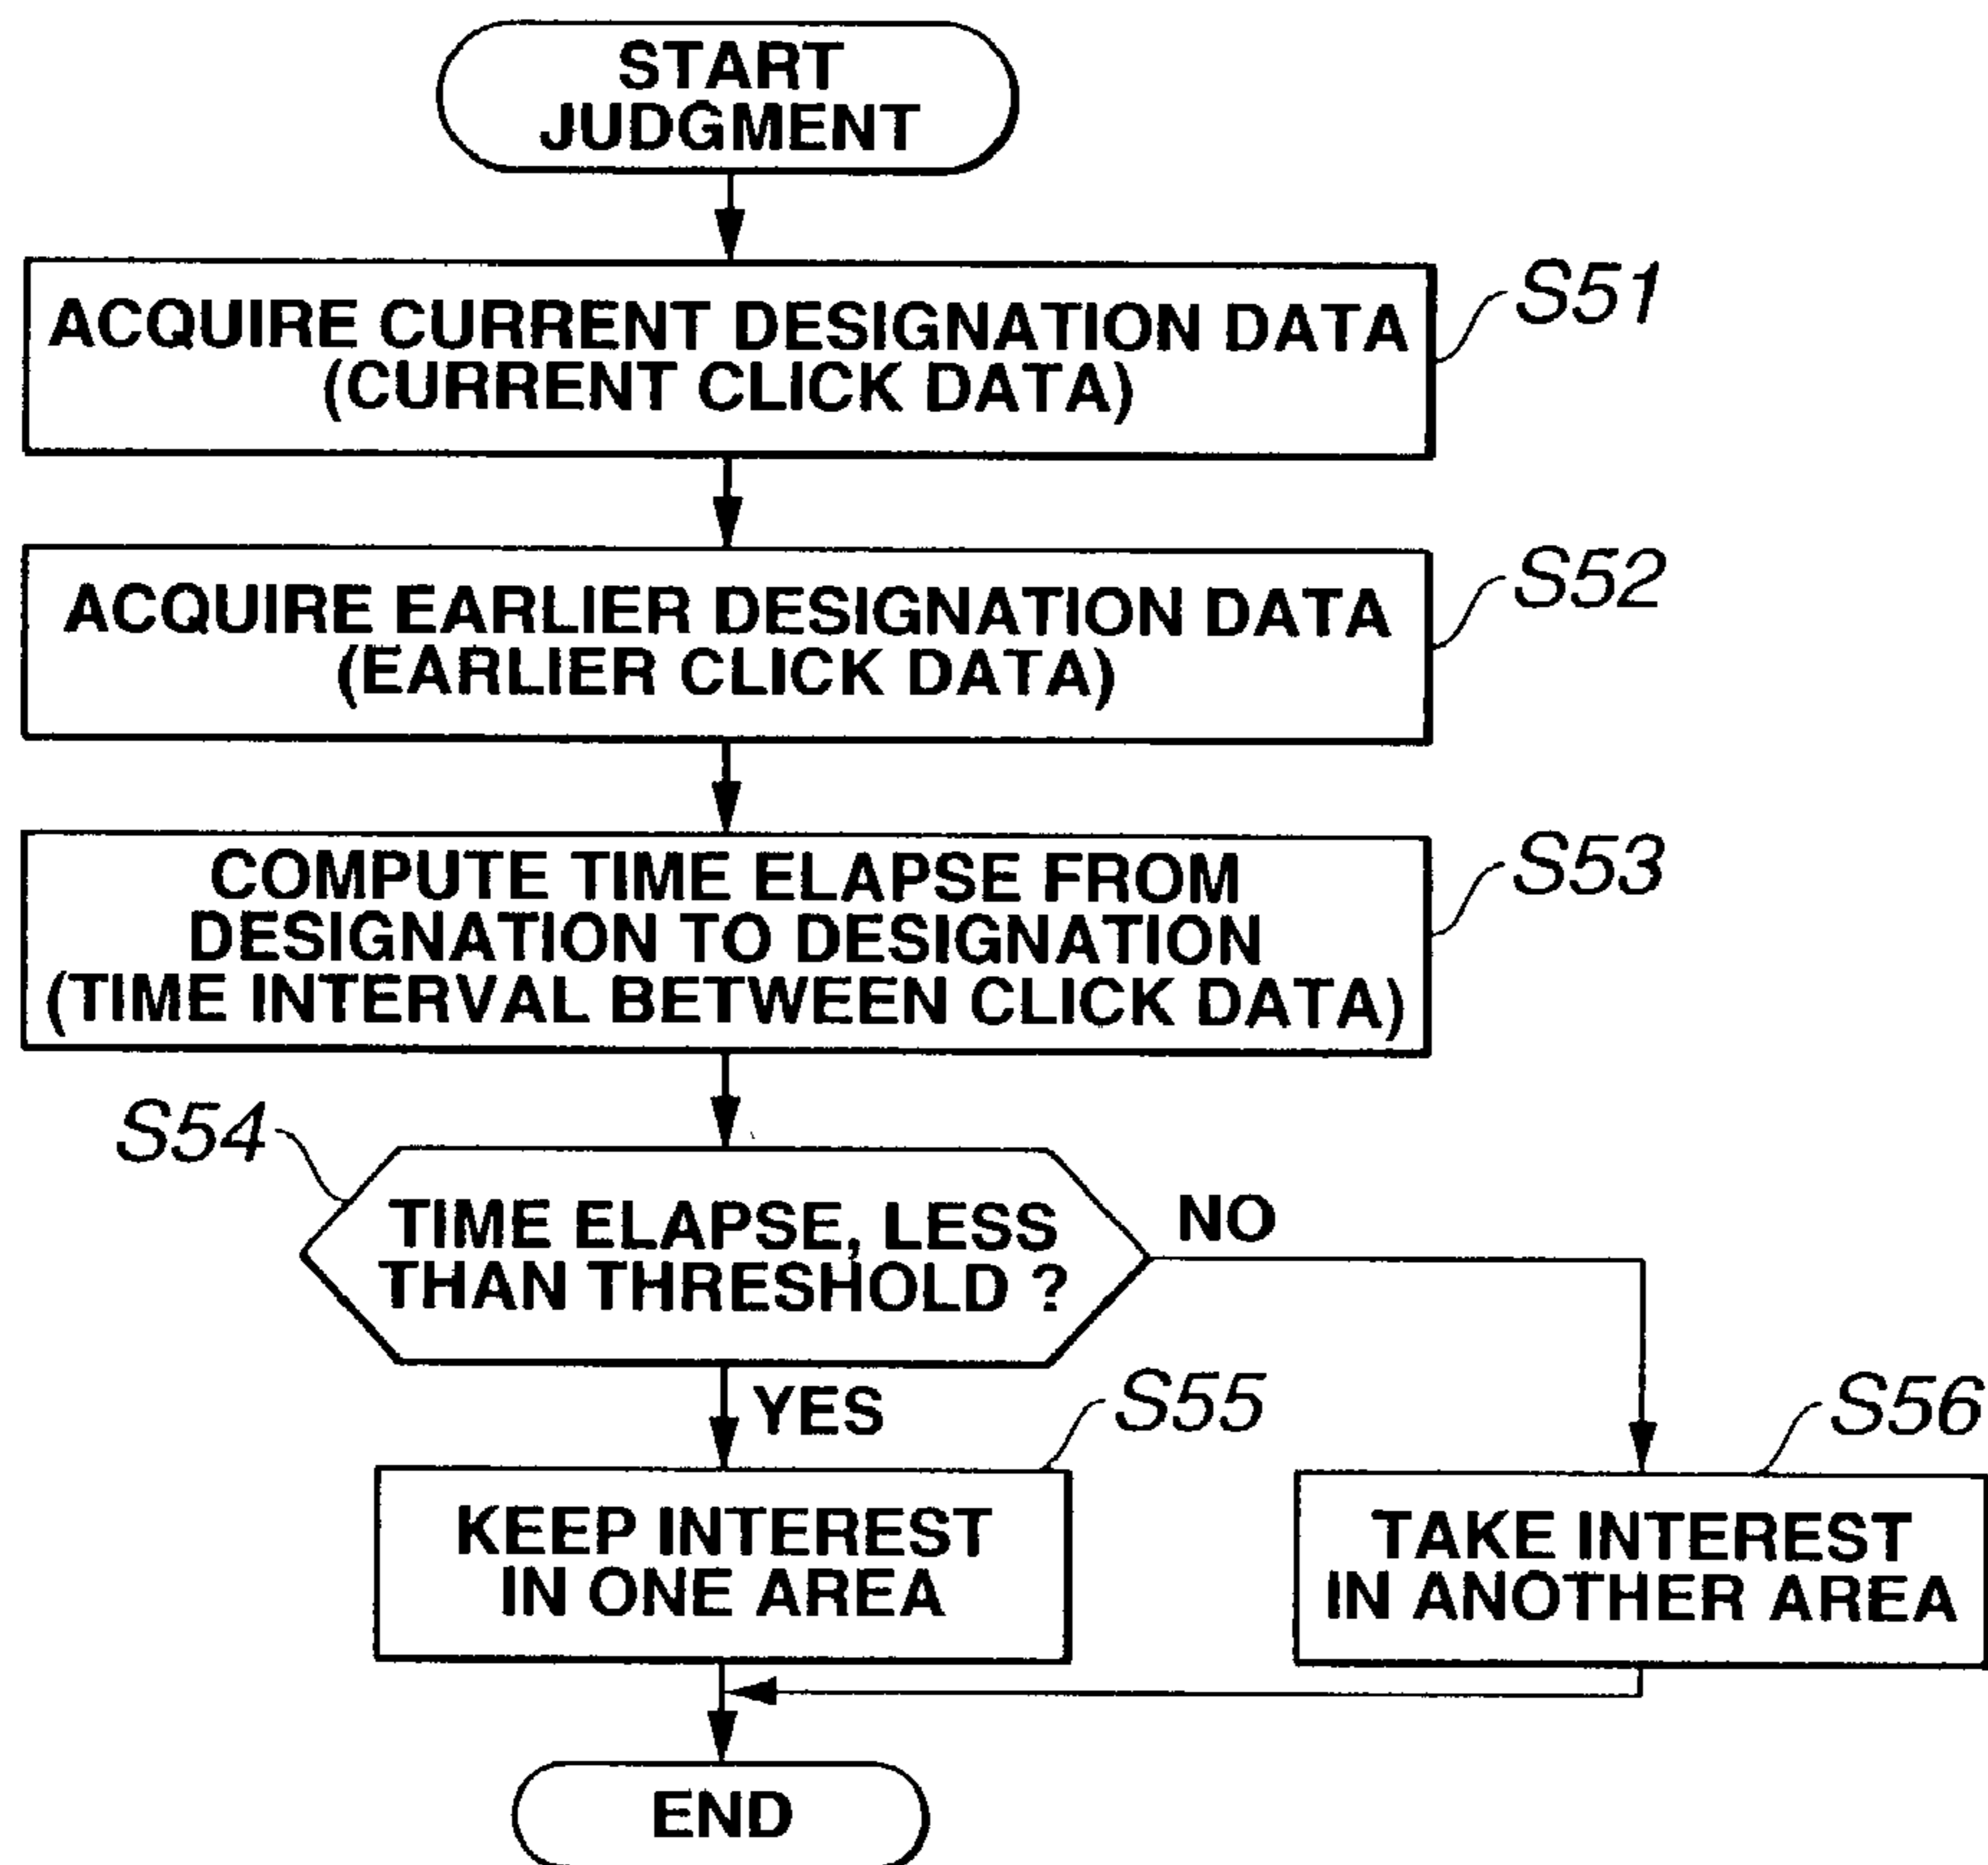 START
JUDGMENT
ACQUIRE CURRENT DESIGNATION DATA
(CURRENT CLICK DATA)
S51
ACQUIRE EARLIER DESIGNATION DATA
(EARLIER CLICK DATA)
S52
COMPUTE TIME ELAPSE FROM
DESIGNATION TO DESIGNATION
(TIME INTERVAL BETWEEN CLICK DATA)
S53
S54
TIME ELAPSE, LESS
THAN THRESHOLD ?
NO
YES
S55
KEEP INTEREST
IN ONE AREA
S56
TAKE INTEREST
IN ANOTHER AREA
END